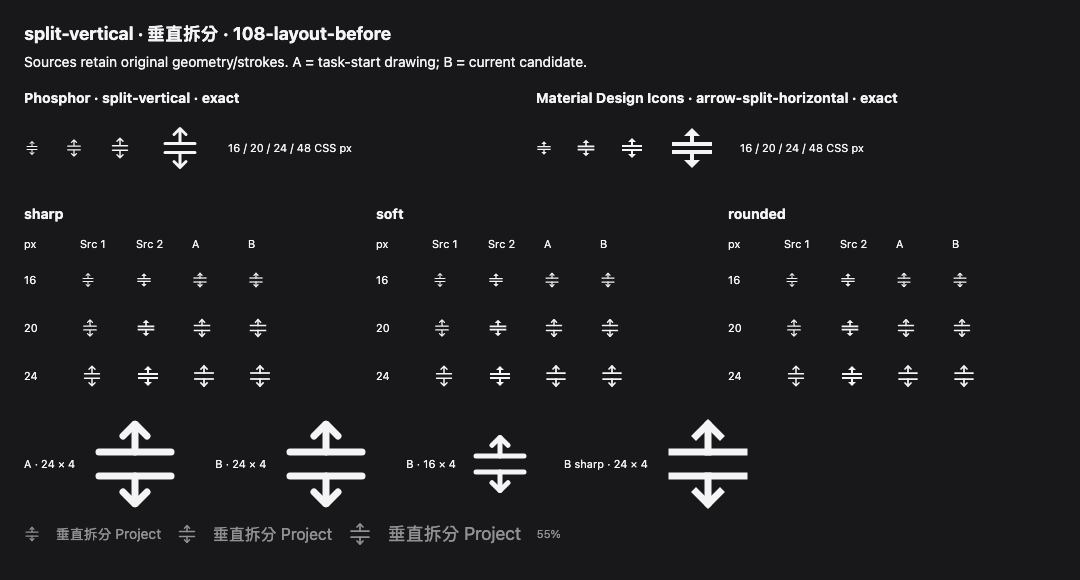 split-vertical · 垂直拆分 · 108-layout-before
Sources retain original geometry/strokes. A = task-start drawing; B = current candidate.
Phosphor · split-vertical · exact
Material Design Icons · arrow-split-horizontal · exact
16 / 20 / 24 / 48 CSS px
16 / 20 / 24 / 48 CSS px
sharp
soft
rounded
px Src 1 Src 2 A B
px Src 1 Src 2 A B
px Src 1 Src 2 A B
16
16
16
20
20
20
24
24
24
A · 24 × 4
B · 24 × 4
B · 16 × 4
B sharp · 24 × 4
垂直拆分 Project
垂直拆分 Project
垂直拆分 Project
55%